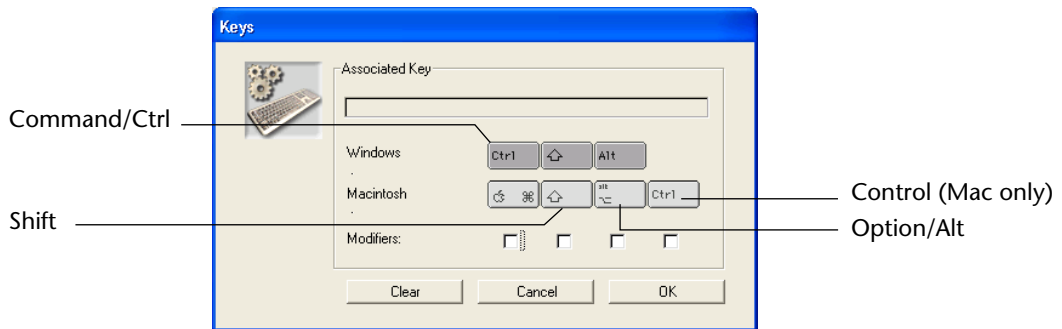 Keys
Associated Key
Command/Ctrl
Windows Ctrl Alt
Macintosh alt Ctrl
Control (Mac only)
Shift
Option/Alt
Modifiers:
Clear Cancel OK